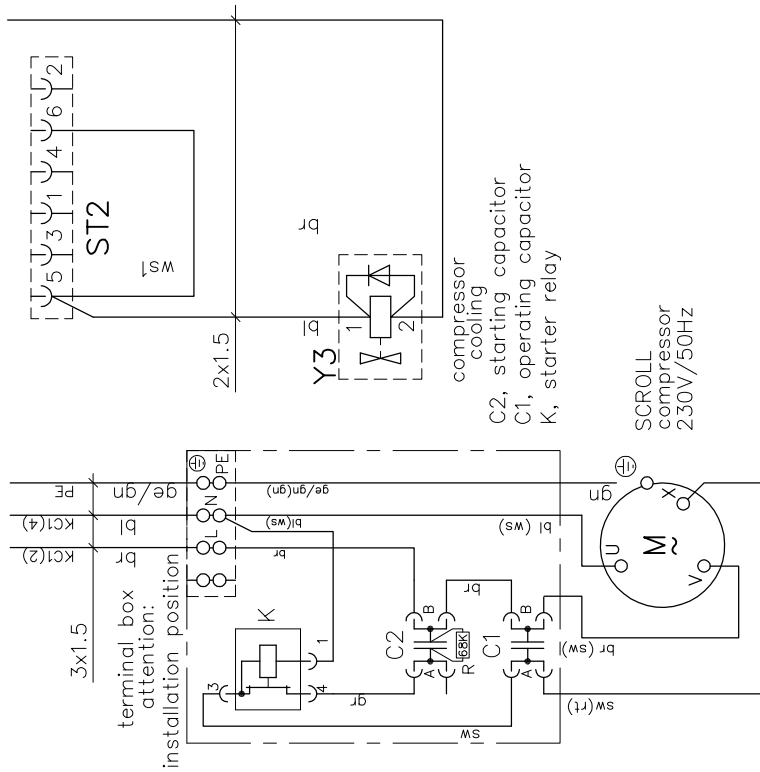 5 3 1 4 6 2
ST2
ws1
2x1.5
br
bl
Y3
1
2
compressor
cooling
C2, starting capacitor
C1, operating capacitor
K, starter relay
SCROLL
compressor
230V/50Hz
PE
ge/gn
KC1(4)
bl
KC1(2)
br
3x1.5
terminal box
attention:
installation position
L N PE
ge/gn(gn)
bl(ws)
br
K
3
1
4
gr
sw
C2
A B
R 68K
br
C1
A B
bl (ws)
br (sw)
sw(rt)
gn
U
X
V
M~